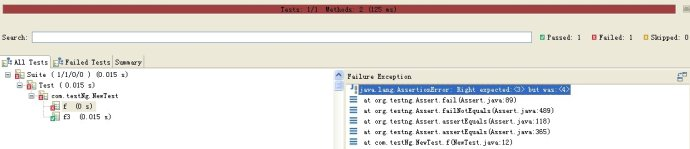 Tests: 1/1 Methods: 2 (125 ms)
Search:
Passed: 1
Failed: 1
Skipped: 0
All Tests
Failed Tests
Summary
Failure Exception
Suite ( 1/1/0/0 ) (0.015 s)
java.lang.AssertionError: Right expected:<3> but was:<4>
Test ( 0.015 s)
at org.testng.Assert.fail(Assert.java:89)
com.testNg.NewTest
at org.testng.Assert.failNotEquals(Assert.java:489)
f (0 s)
at org.testng.Assert.assertEquals(Assert.java:118)
f3 (0.015 s)
at org.testng.Assert.assertEquals(Assert.java:365)
at com.testNg.NewTest.f(NewTest.java:12)